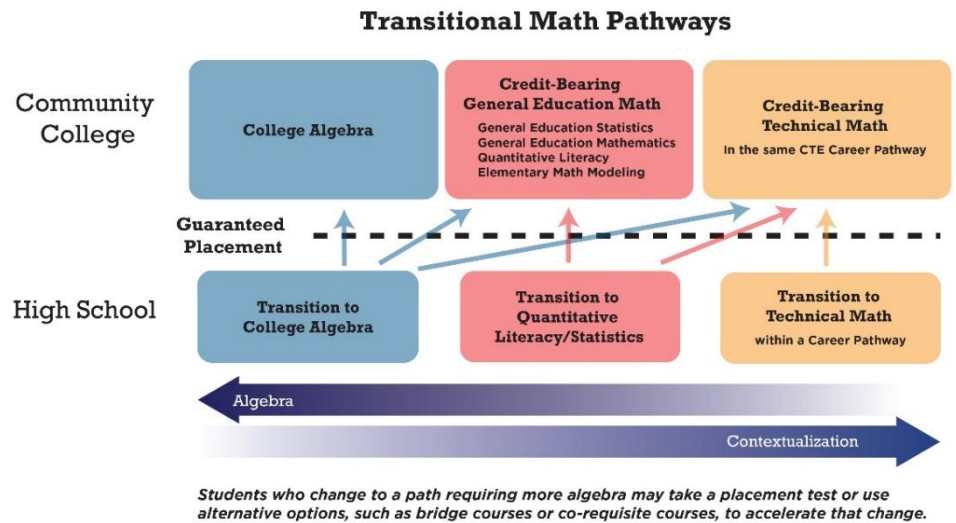 Transitional Math Pathways
Community
College
College Algebra
Credit-Bearing
General Education Math
General Education Statistics
General Education Mathematics
Quantitative Literacy
Elementary Math Modeling
Credit-Bearing
Technical Math
In the same CTE Career Pathway
Guaranteed
Placement
High School
Transition to
College Algebra
Transition to
Quantitative
Literacy/Statistics
Transition to
Technical Math
within a Career Pathway
Algebra
Contextualization
Students who change to a path requiring more algebra may take a placement test or use
alternative options, such as bridge courses or co-requisite courses, to accelerate that change.